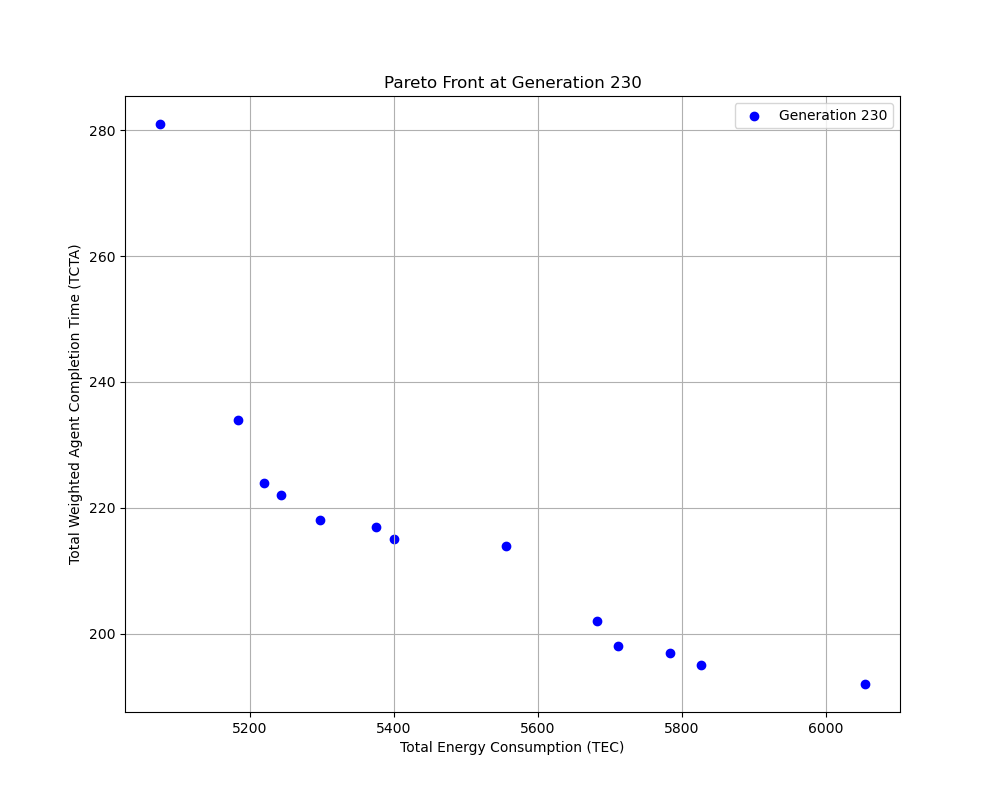 Pareto Front at Generation 230
Generation 230
Total Weighted Agent Completion Time (TCTA)
280
260
240
220
200
5200 5400 5600 5800 6000
Total Energy Consumption (TEC)